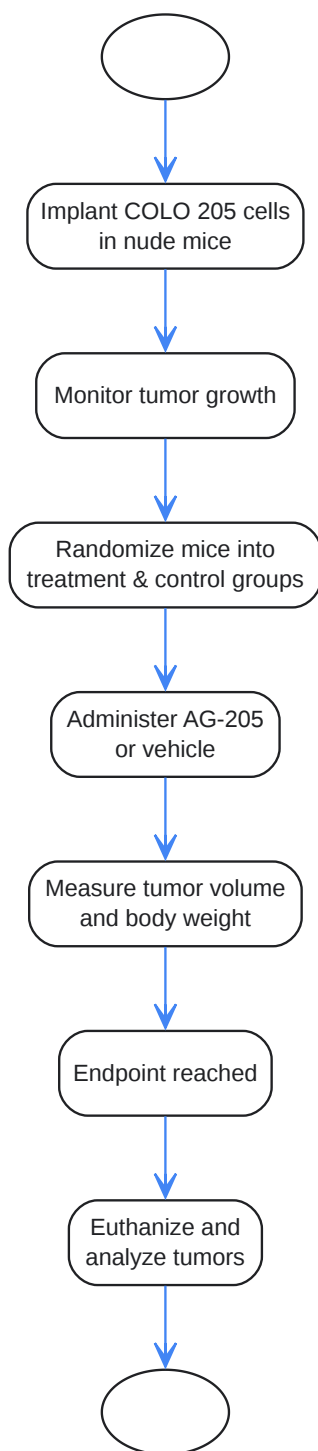 Implant COLO 205 cells
in nude mice
Monitor tumor growth
Randomize mice into
treatment & control groups
Administer AG-205
or vehicle
Measure tumor volume
and body weight
Endpoint reached
Euthanize and
analyze tumors